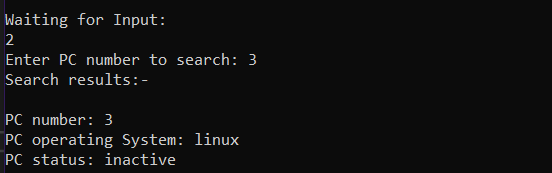 Waiting for Input:
2
Enter PC number to search: 3
Search results:-
PC number: 3
PC operating System: linux
PC status: inactive